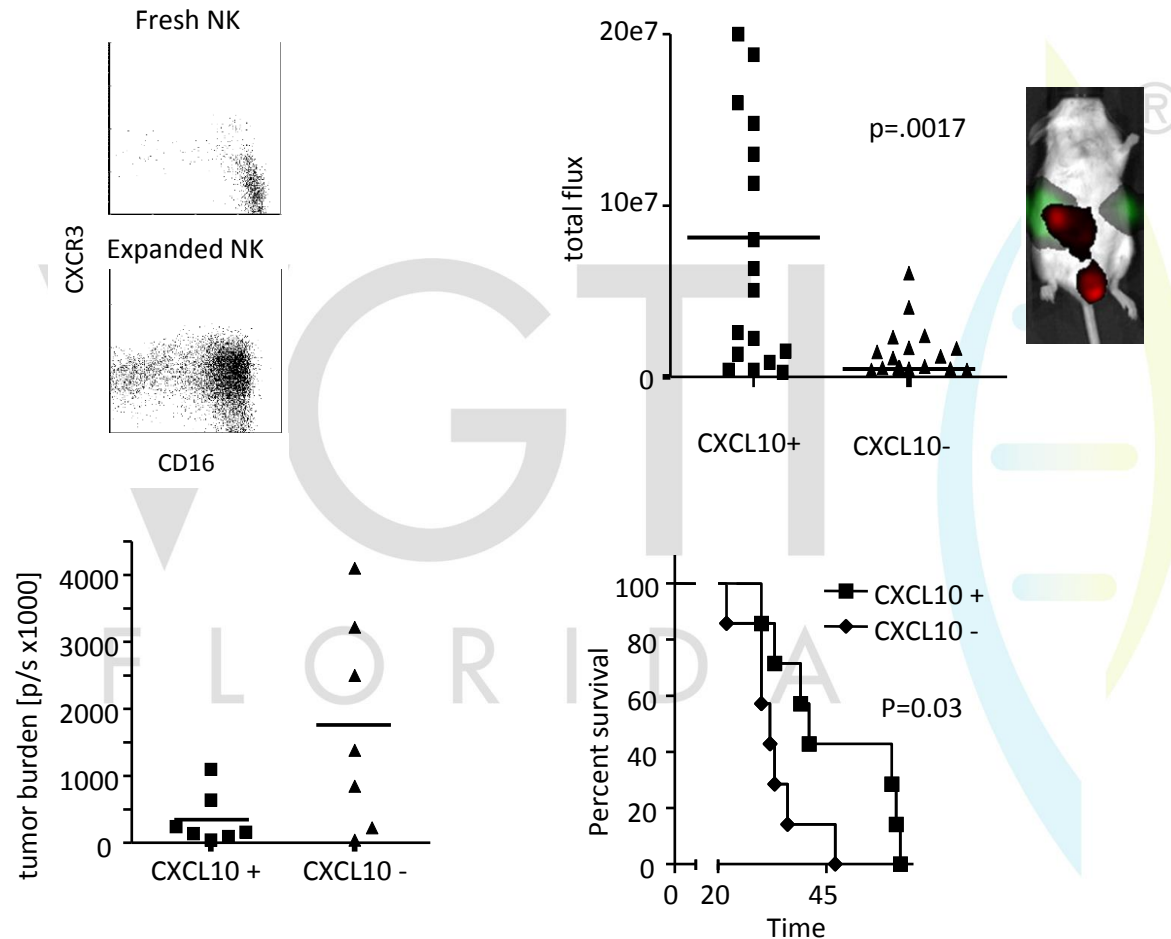 Fresh NK
CXCR3
Expanded NK
CD16
20e7
10e7
0
total flux
p=.0017
CXCL10+
CXCL10-
®
VGTI
FLORIDA
tumor burden [p/s x1000]
4000
3000
2000
1000
0
CXCL10 +
CXCL10 -
Percent survival
100
80
60
40
20
0
CXCL10 +
CXCL10 -
P=0.03
0 20 45
Time